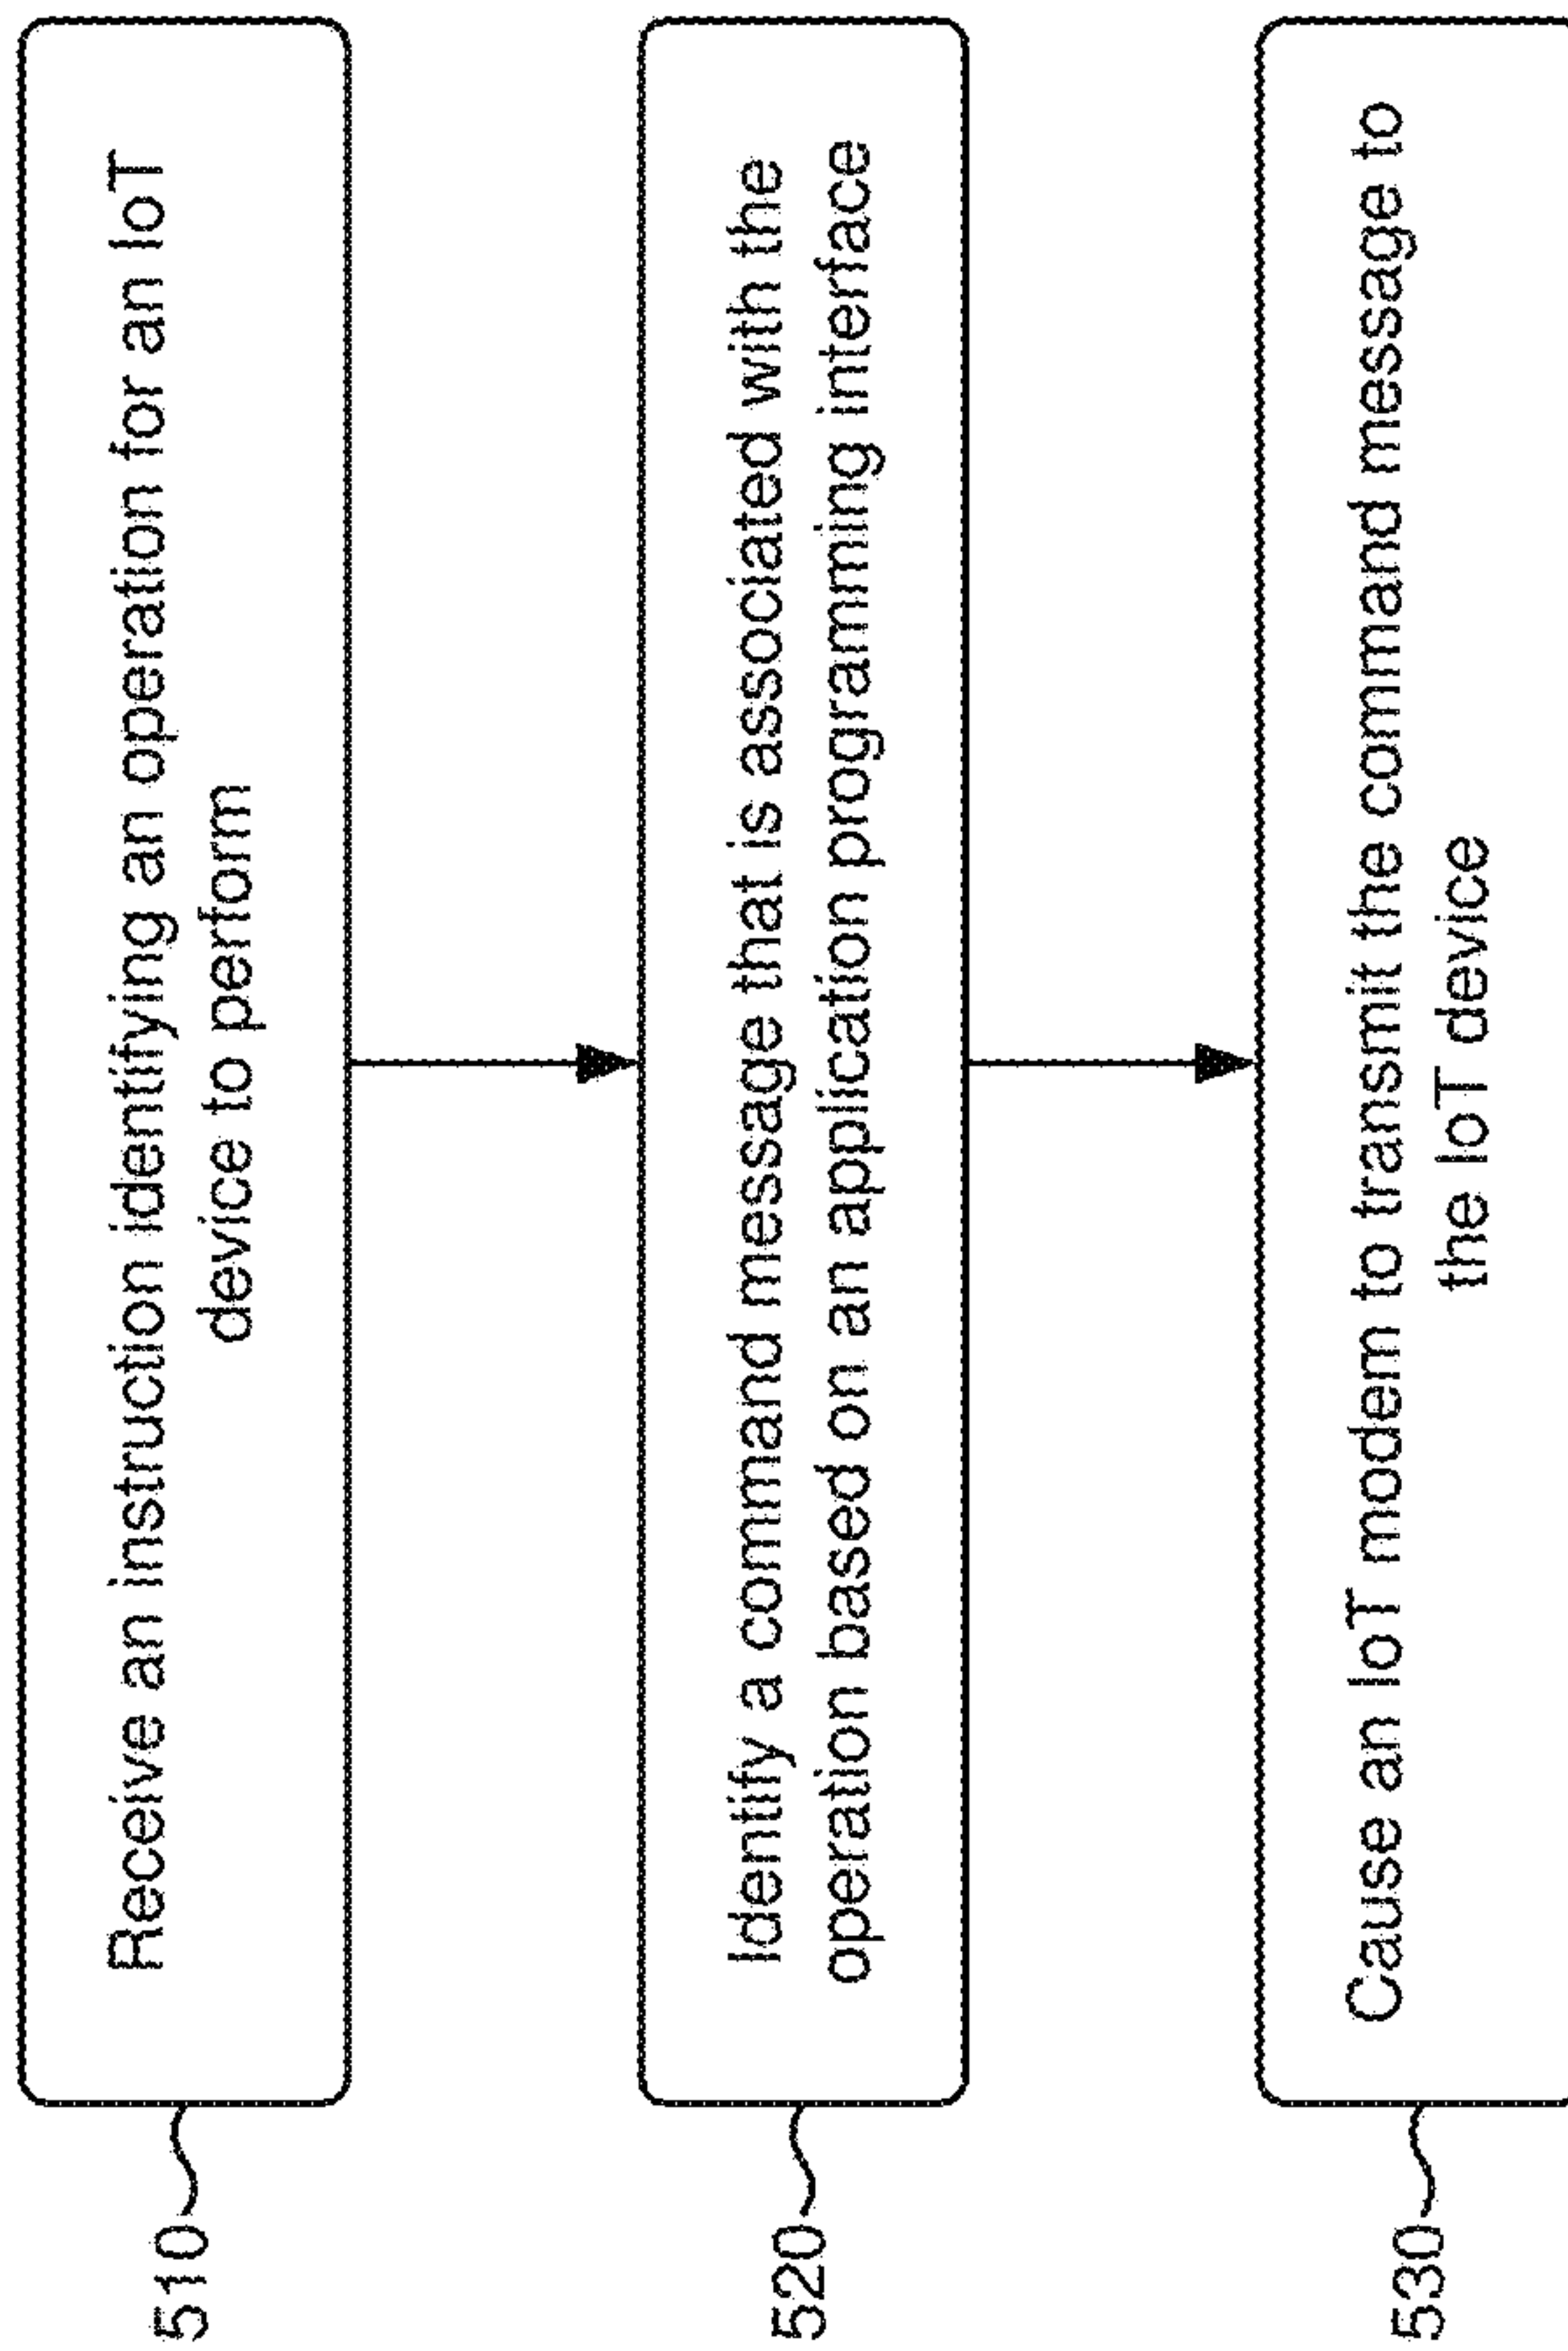 510
Receive an instruction identifying an operation for an IoT
device to perform
520
Identify a command message that is associated with the
operation based on an application programming interface
530
Cause an IoT modem to transmit the command message to
the IoT device